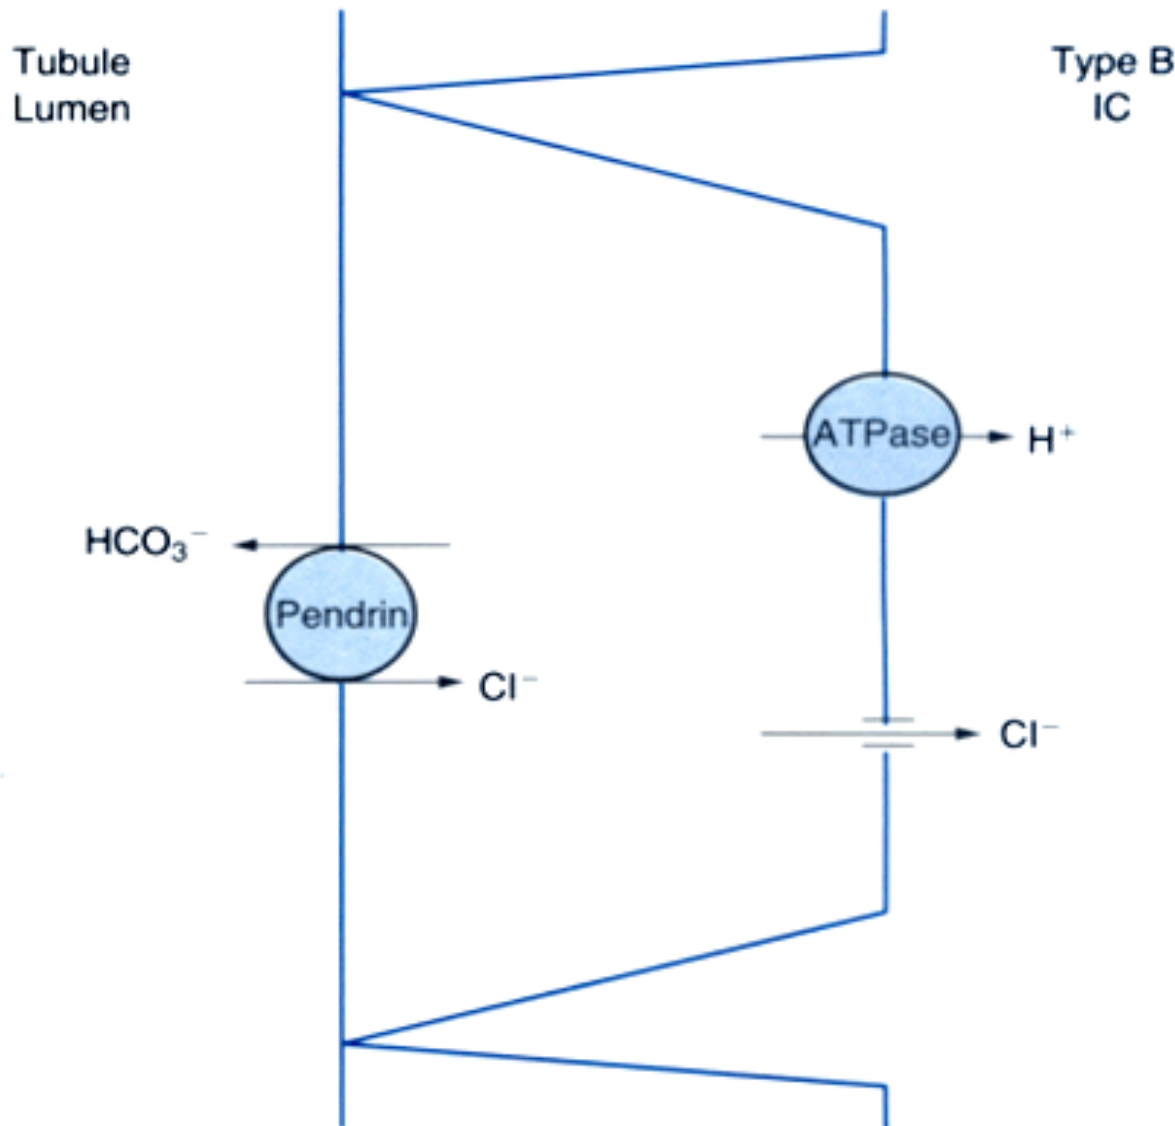 Tubule
Lumen
Type B
IC
ATPase
H⁺
HCO₃⁻
Pendrin
Cl⁻
Cl⁻